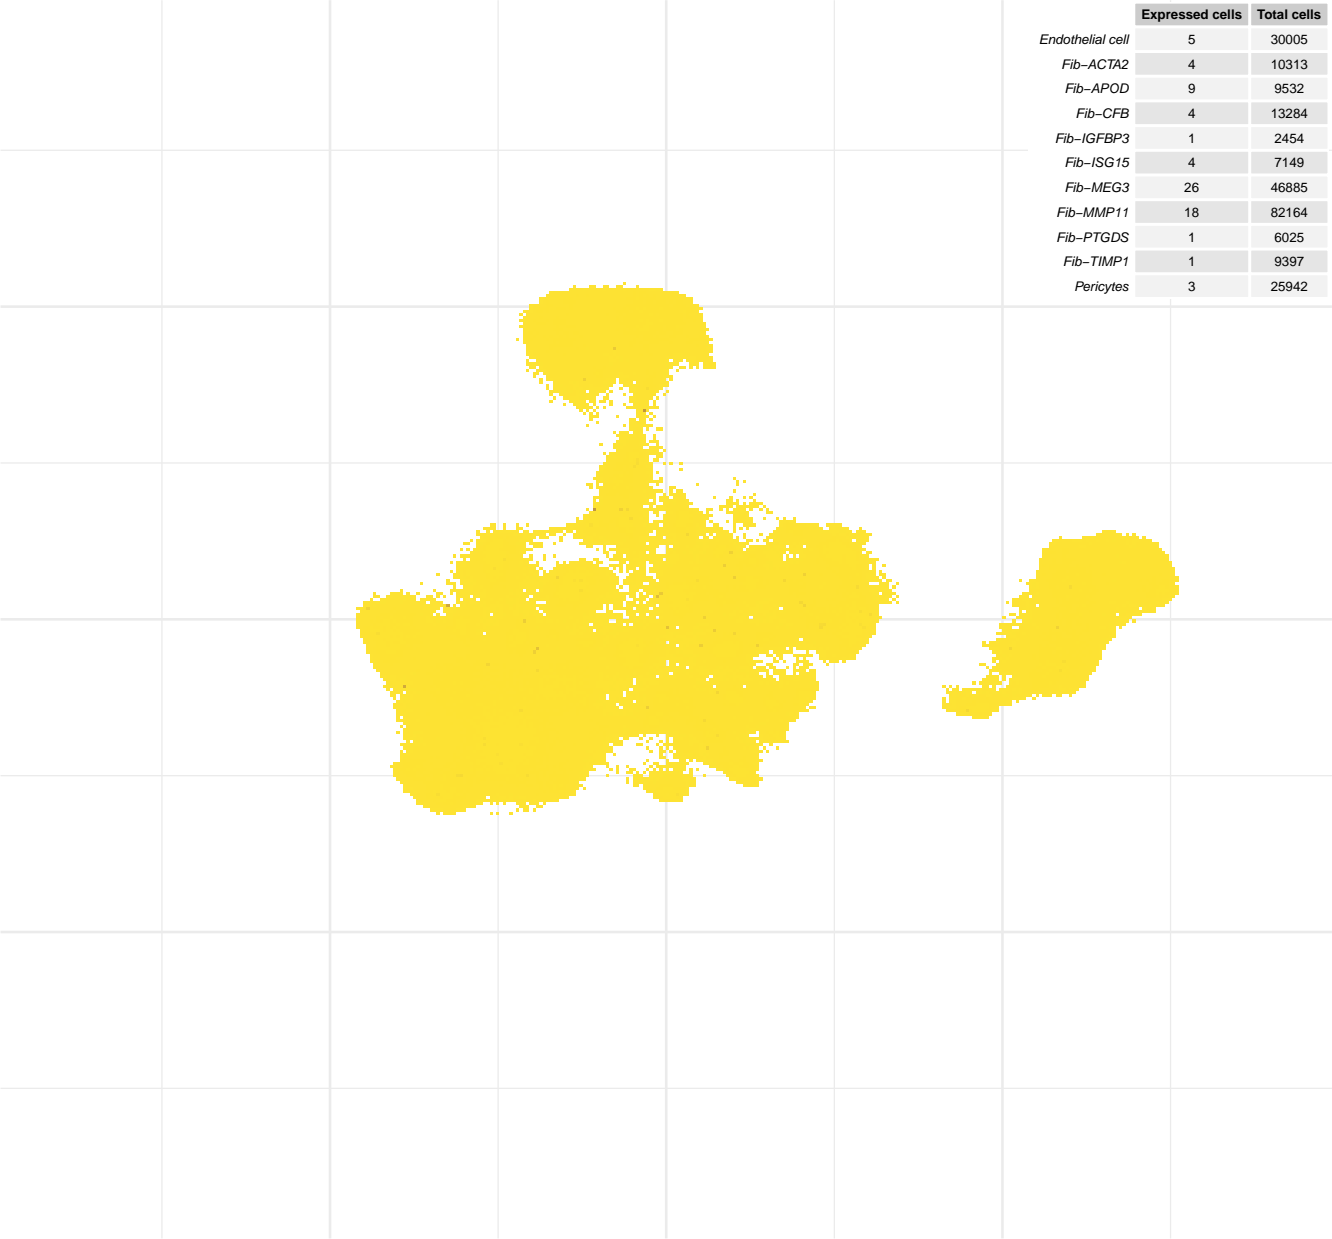 Expressed cells Total cells
Endothelial cell 5 30005
Fib−ACTA2 4 10313
Fib−APOD 9 9532
Fib−CFB 4 13284
Fib−IGFBP3 1 2454
Fib−ISG15 4 7149
Fib−MEG3 26 46885
Fib−MMP11 18 82164
Fib−PTGDS 1 6025
Fib−TIMP1 1 9397
Pericytes 3 25942